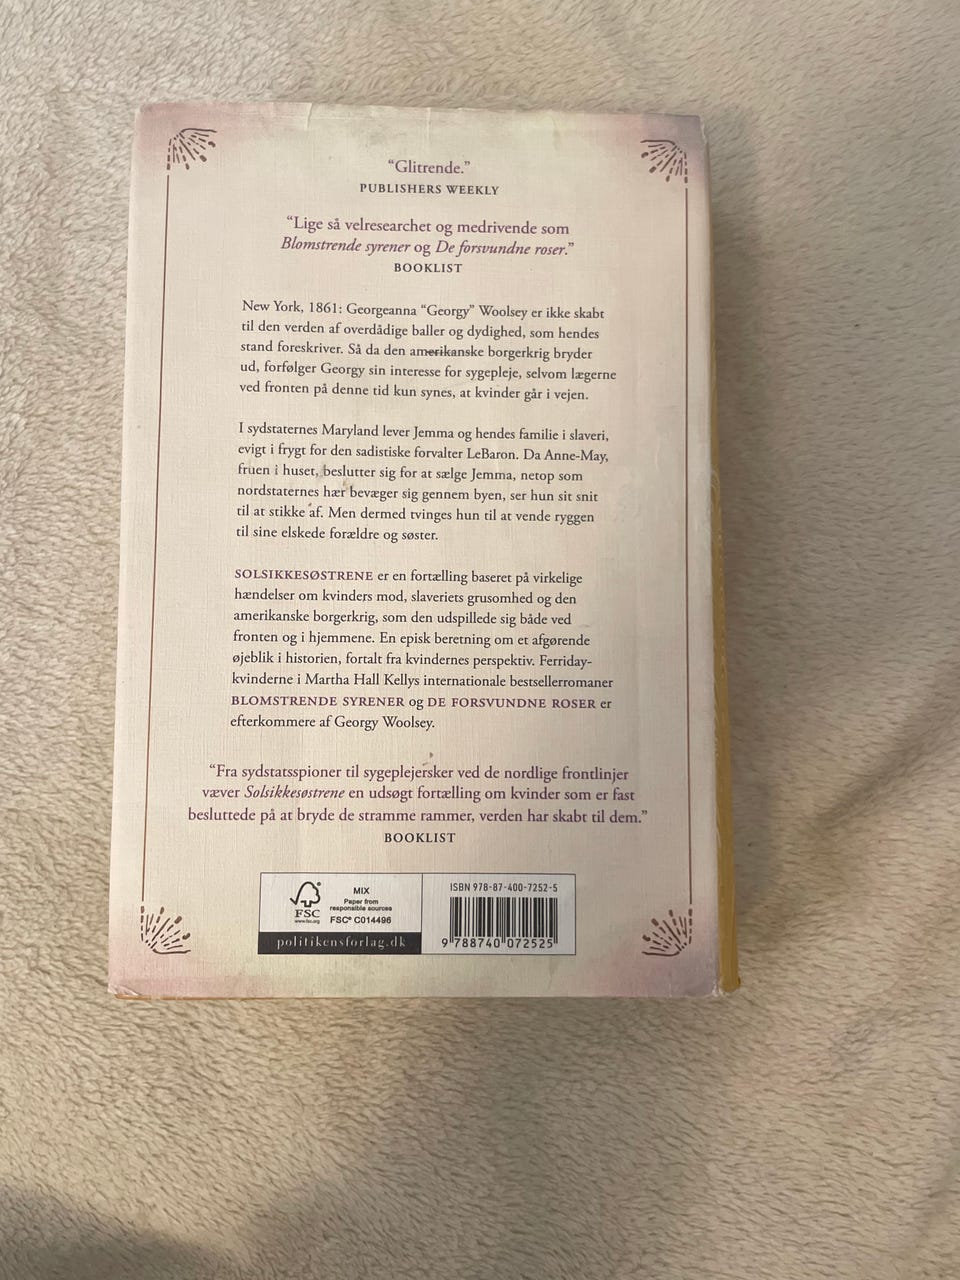 “Glitrende.”
PUBLISHERS WEEKLY
“Lige så velresearchet og medrivende som
Blomstrende syrener og De forsvundne roser.”
BOOKLIST
New York, 1861: Georgeanna “Georgy” Woolsey er ikke skabt
til den verden af overdådige baller og dydighed, som hendes
stand foreskriver. Så da den amerikanske borgerkrig bryder
ud, forfølger Georgy sin interesse for sygepleje, selvom lægerne
ved fronten på denne tid kun synes, at kvinder går i vejen.
I sydstaternes Maryland lever Jemma og hendes familie i slaveri,
evigt i frygt for den sadistiske forvalter LeBaron. Da Anne-May,
fruen i huset, beslutter sig for at sælge Jemma, netop som
nordstaternes hær bevæger sig gennem byen, ser hun sit snit
til at stikke af. Men dermed tvinges hun til at vende ryggen
til sine elskede forældre og søster.
SOLSIKKESØSTRENE er en fortælling baseret på virkelige
hændelser om kvinders mod, slaveriets grusomhed og den
amerikanske borgerkrig, som den udspillede sig både ved
fronten og i hjemmene. En episk beretning om et afgørende
øjeblik i historien, fortalt fra kvindernes perspektiv. Ferriday-
kvinderne i Martha Hall Kellys internationale bestsellerromaner
BLOMSTRENDE SYRENER og DE FORSVUNDNE ROSER er
efterkommere af Georgy Woolsey.
“Fra sydstatsspioner til sygeplejersker ved de nordlige frontlinjer
væver Solsikkesøstrene en udsøgt fortælling om kvinder som er fast
besluttede på at bryde de stramme rammer, verden har skabt til dem.”
BOOKLIST
FSC
www.fsc.org
MIX
Paper from
responsible sources
FSC® C014496
politikensforlag.dk
ISBN 978-87-400-7252-5
9 788740 072525